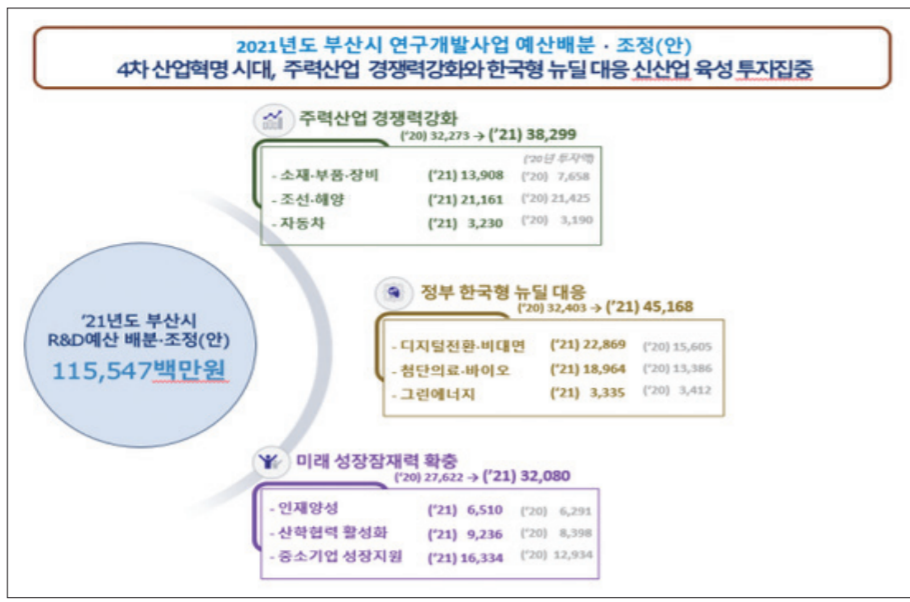 2021년도 부산시 연구개발사업 예산배분·조정(안)
4차 산업혁명 시대, 주력산업 경쟁력강화와 한국형 뉴딜 대응 신산업 육성 투자집중
주력산업 경쟁력강화
('20) 32,273 → ('21) 38,299
('20년 투자액)
- 소재·부품·장비 ('21) 13,908 ('20) 7,658
- 조선·해양 ('21) 21,161 ('20) 21,425
- 자동차 ('21) 3,230 ('20) 3,190
'21년도 부산시
R&D예산 배분·조정(안)
115,547백만원
정부 한국형 뉴딜 대응
('20) 32,403 → ('21) 45,168
- 디지털전환·비대면 ('21) 22,869 ('20) 15,605
- 첨단의료·바이오 ('21) 18,964 ('20) 13,386
- 그린에너지 ('21) 3,335 ('20) 3,412
미래 성장잠재력 확충
('20) 27,622 → ('21) 32,080
- 인재양성 ('21) 6,510 ('20) 6,291
- 산학협력 활성화 ('21) 9,236 ('20) 8,398
- 중소기업 성장지원 ('21) 16,334 ('20) 12,934